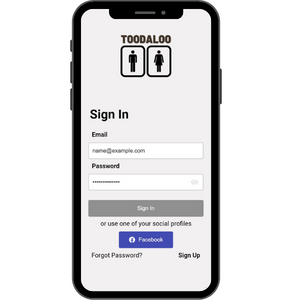 TOODALOO
Sign In
Email
name@example.com
Password
••••••••••••••
Sign In
or use one of your social profiles
Facebook
Forgot Password? Sign Up